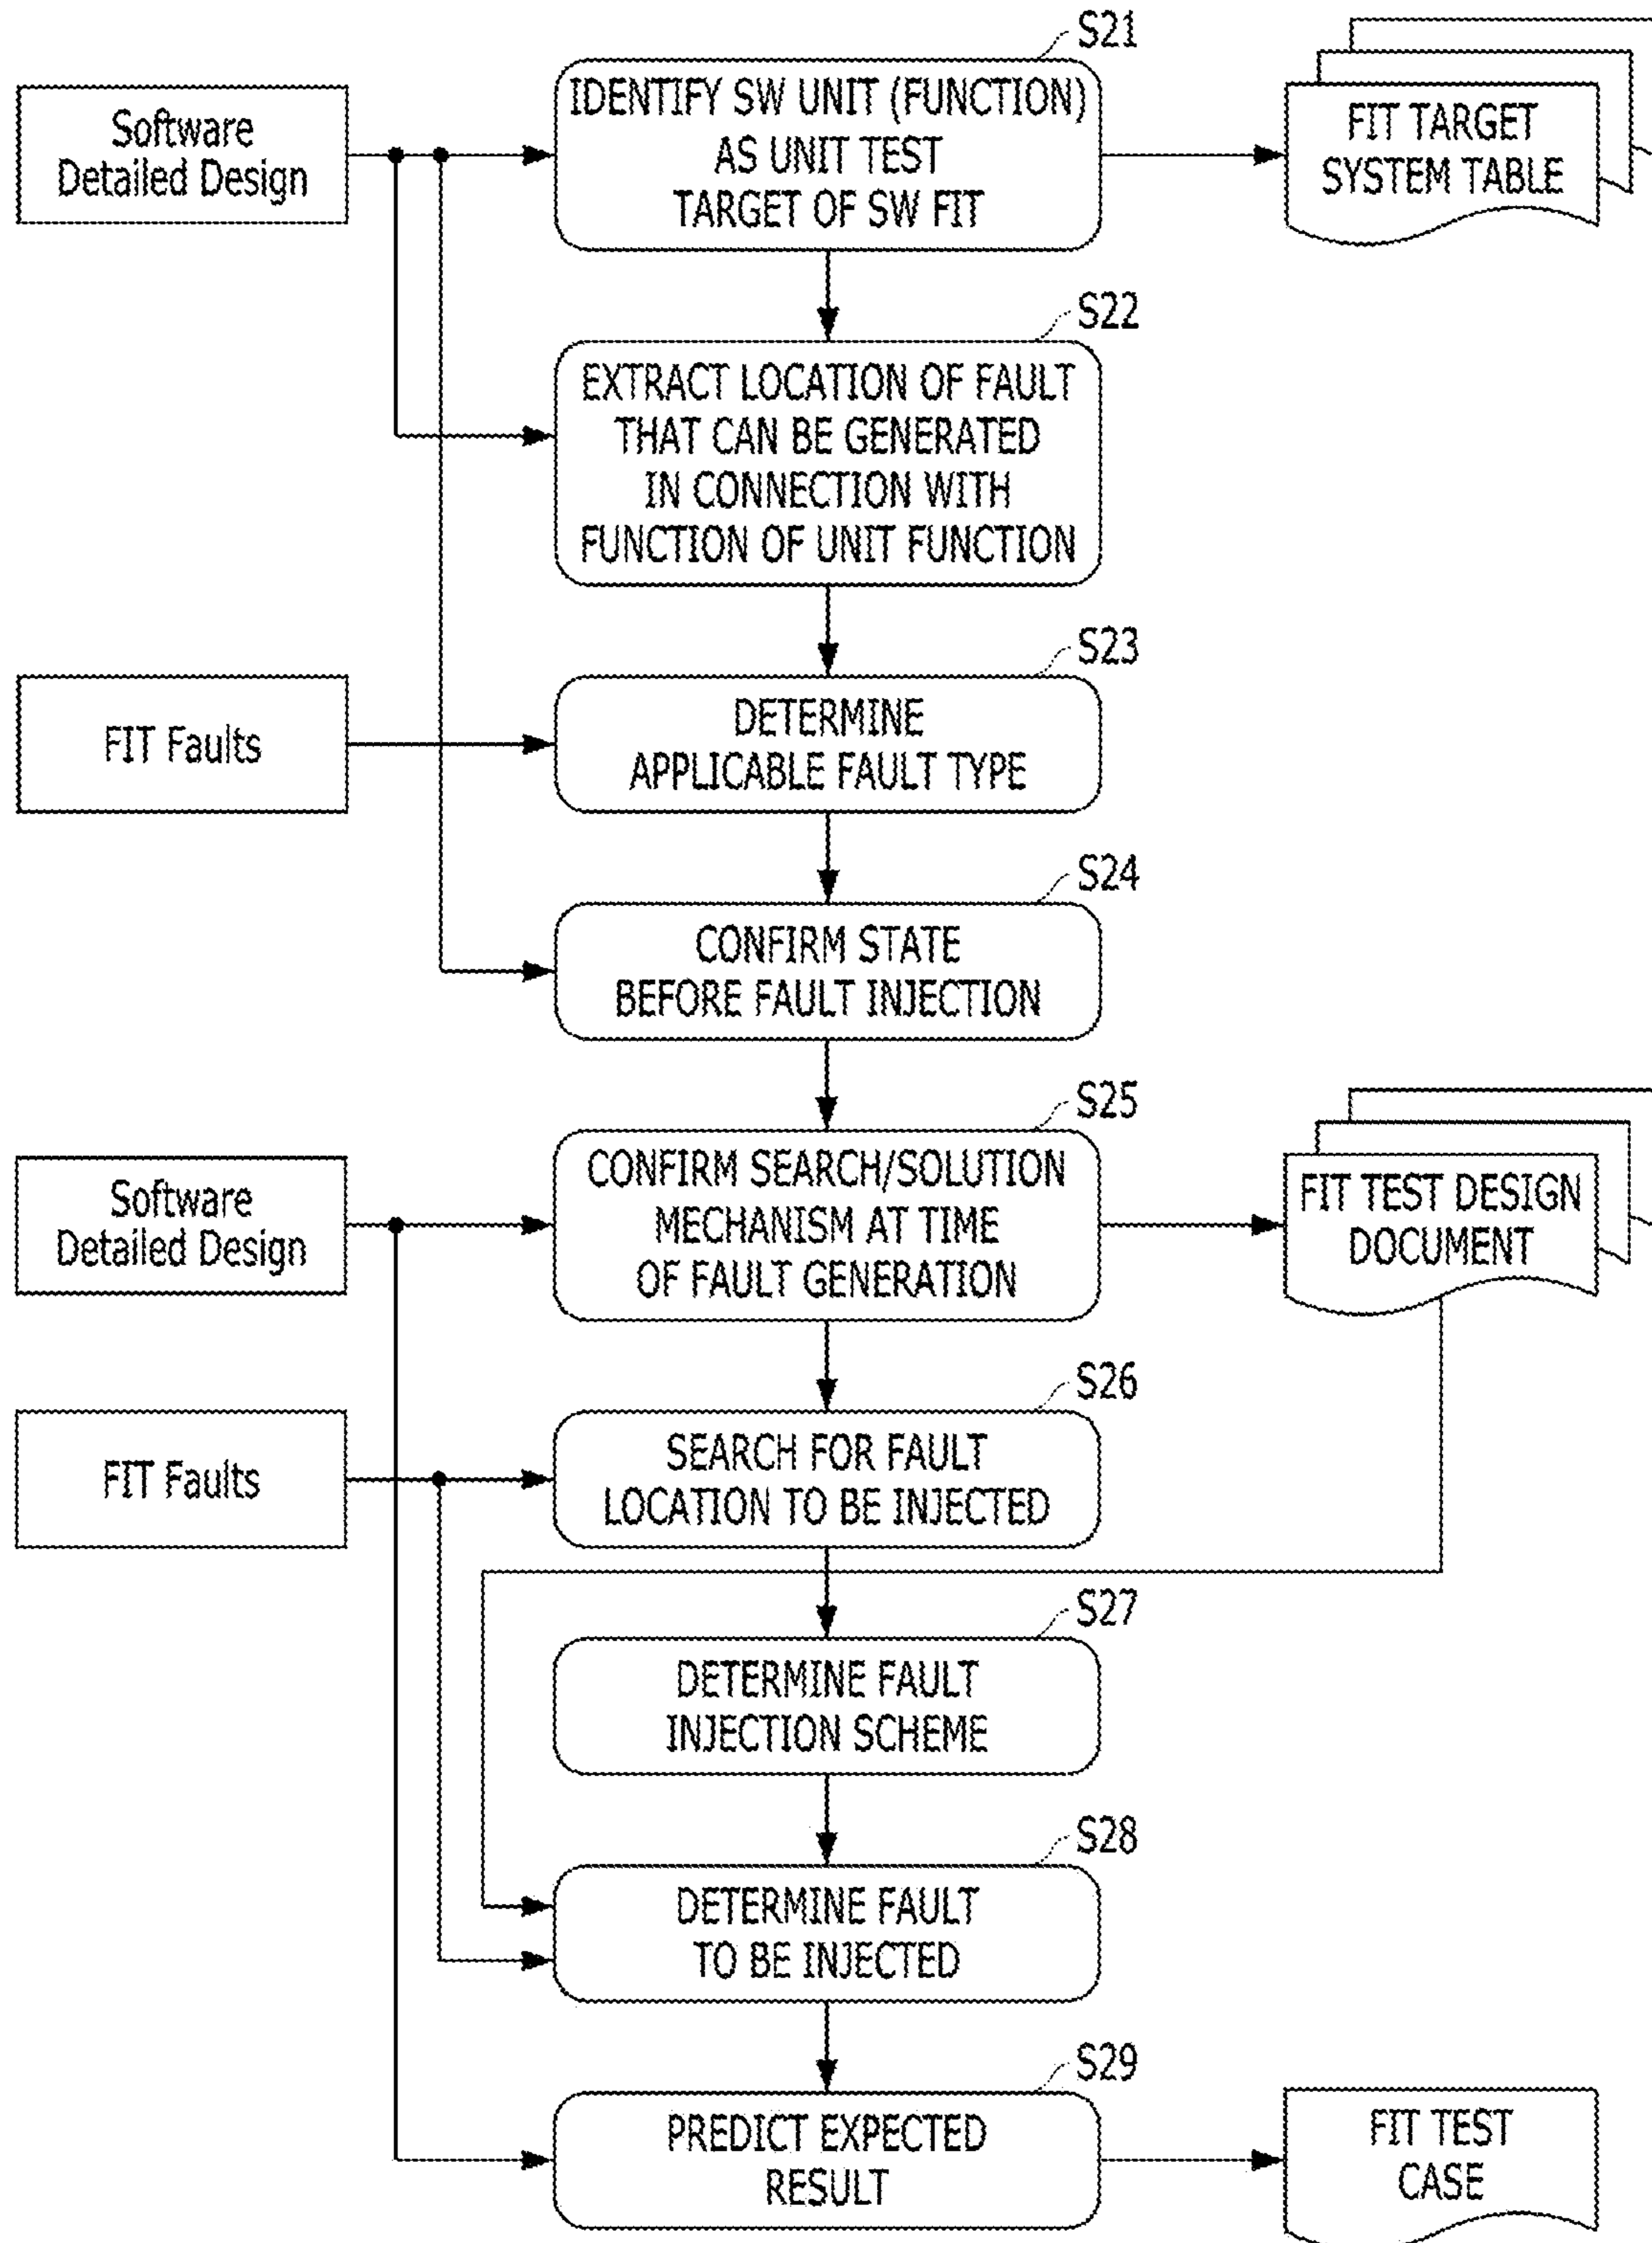 S21
Software
Detailed Design
IDENTIFY SW UNIT (FUNCTION)
AS UNIT TEST
TARGET OF SW FIT
FIT TARGET
SYSTEM TABLE
S22
EXTRACT LOCATION OF FAULT
THAT CAN BE GENERATED
IN CONNECTION WITH
FUNCTION OF UNIT FUNCTION
S23
FIT Faults
DETERMINE
APPLICABLE FAULT TYPE
S24
CONFIRM STATE
BEFORE FAULT INJECTION
S25
Software
Detailed Design
CONFIRM SEARCH/SOLUTION
MECHANISM AT TIME
OF FAULT GENERATION
FIT TEST DESIGN
DOCUMENT
S26
FIT Faults
SEARCH FOR FAULT
LOCATION TO BE INJECTED
S27
DETERMINE FAULT
INJECTION SCHEME
S28
DETERMINE FAULT
TO BE INJECTED
S29
PREDICT EXPECTED
RESULT
FIT TEST
CASE